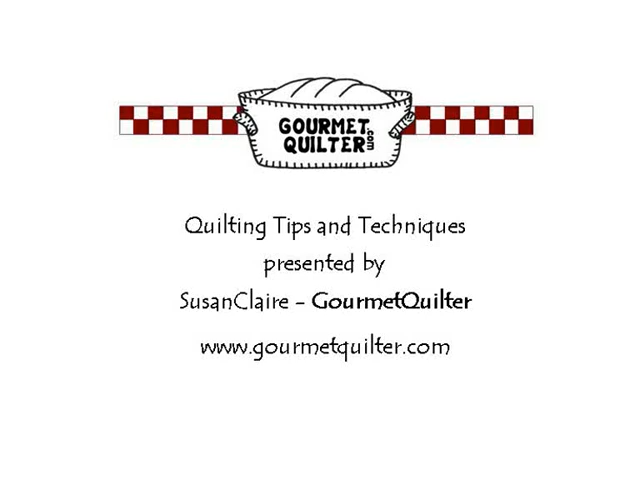 GOURMET
QUILTER.com
Quilting Tips and Techniques
presented by
SusanClaire - GourmetQuilter
www.gourmetquilter.com